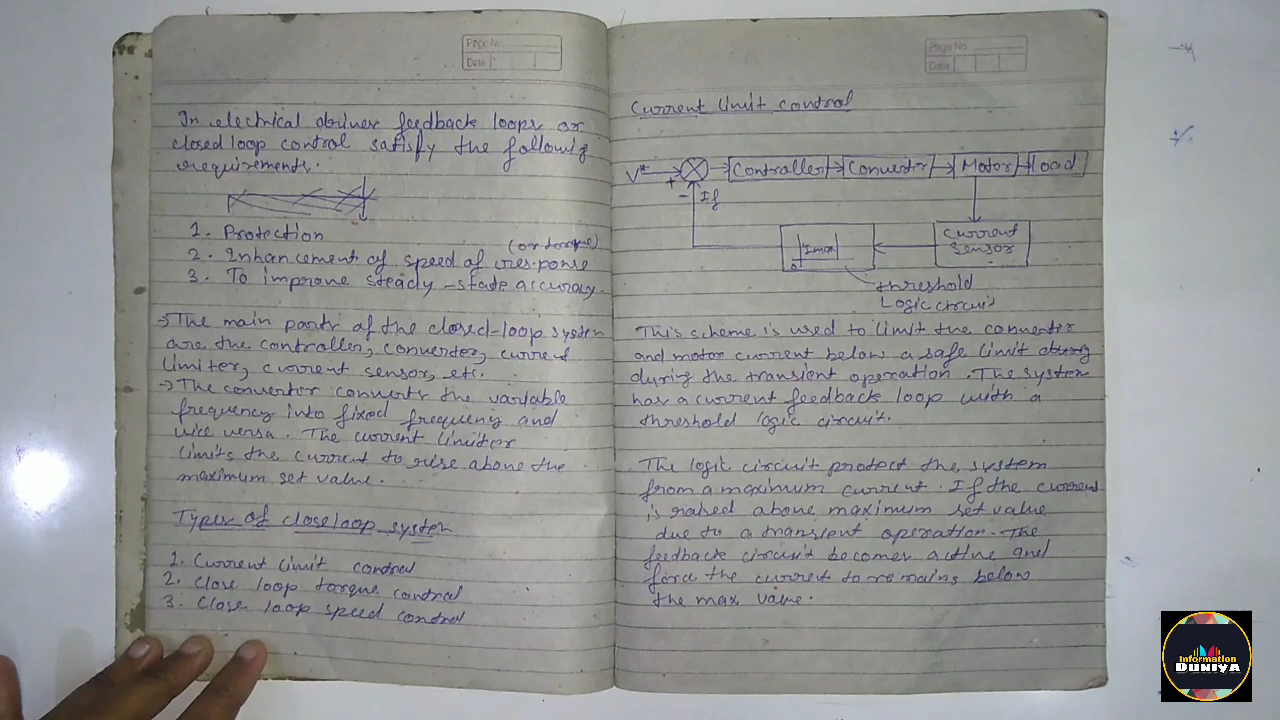 Page No.
Date
In electrical drives feedback loops or
closed loop control satisfy the following
requirements.
1. Protection
(or torque)
2. Enhancement of speed of response
3. To improve steady-state accuracy.
→ The main parts of the closed-loop system
are the controller, converter, current
limiter, current sensor, etc.
→ The converter converts the variable
frequency into fixed frequency and
vice versa. The current limiter
limits the current to rise above the
maximum set value.
Types of closeloop system
1. Current limit control
2. Close loop torque control
3. Close loop speed control
Page No.
Date
Current limit control
V* + Controller Converter Motor Load
- If
Imax
0
Current
Sensor
threshold
Logic circuit
This scheme is used to limit the converter
and motor current below a safe limit during
during the transient operation. The system
has a current feedback loop with a
threshold logic circuit.
The logic circuit protect the system
from a maximum current. If the current
is raised above maximum set value
due to a transient operation. The
feedback circuit becomes active and
force the current to remains below
the max value.
Information
DUNIYA